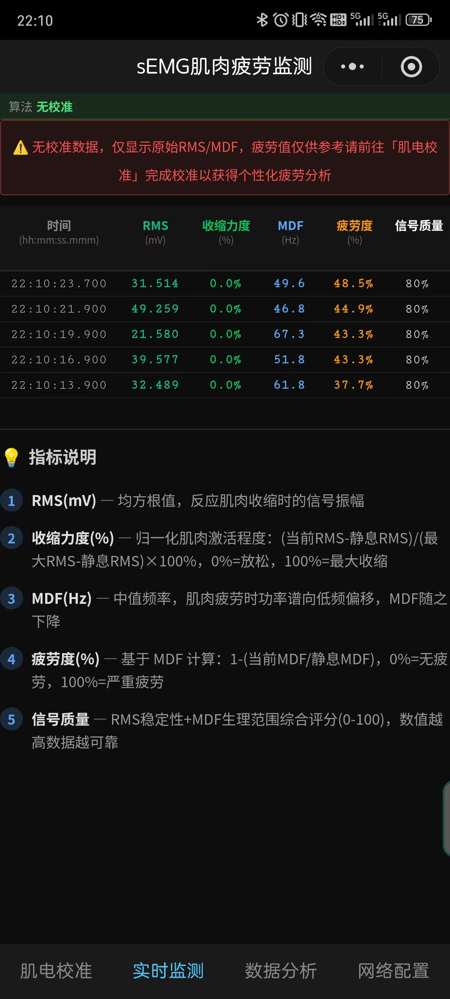 22:10
HD1 HD2 5G 5G 75
sEMG肌肉疲劳监测
算法 无校准
⚠️ 无校准数据，仅显示原始RMS/MDF，疲劳值仅供参考请前往「肌电校
准」完成校准以获得个性化疲劳分析
时间 RMS 收缩力度 MDF 疲劳度 信号质量
(hh:mm:ss.mmm) (mV) (%) (Hz) (%)
22:10:23.700 31.514 0.0% 49.6 48.5% 80%
22:10:21.900 49.259 0.0% 46.8 44.9% 80%
22:10:19.900 21.580 0.0% 67.3 43.3% 80%
22:10:16.900 39.577 0.0% 51.8 43.3% 80%
22:10:13.900 32.489 0.0% 61.8 37.7% 80%
💡 指标说明
1 RMS(mV) — 均方根值，反应肌肉收缩时的信号振幅
2 收缩力度(%) — 归一化肌肉激活程度：(当前RMS-静息RMS)/(最
大RMS-静息RMS)×100%，0%=放松，100%=最大收缩
3 MDF(Hz) — 中值频率，肌肉疲劳时功率谱向低频偏移，MDF随之
下降
4 疲劳度(%) — 基于 MDF 计算：1-(当前MDF/静息MDF)，0%=无疲
劳，100%=严重疲劳
5 信号质量 — RMS稳定性+MDF生理范围综合评分(0-100)，数值越
高数据越可靠
肌电校准 实时监测 数据分析 网络配置